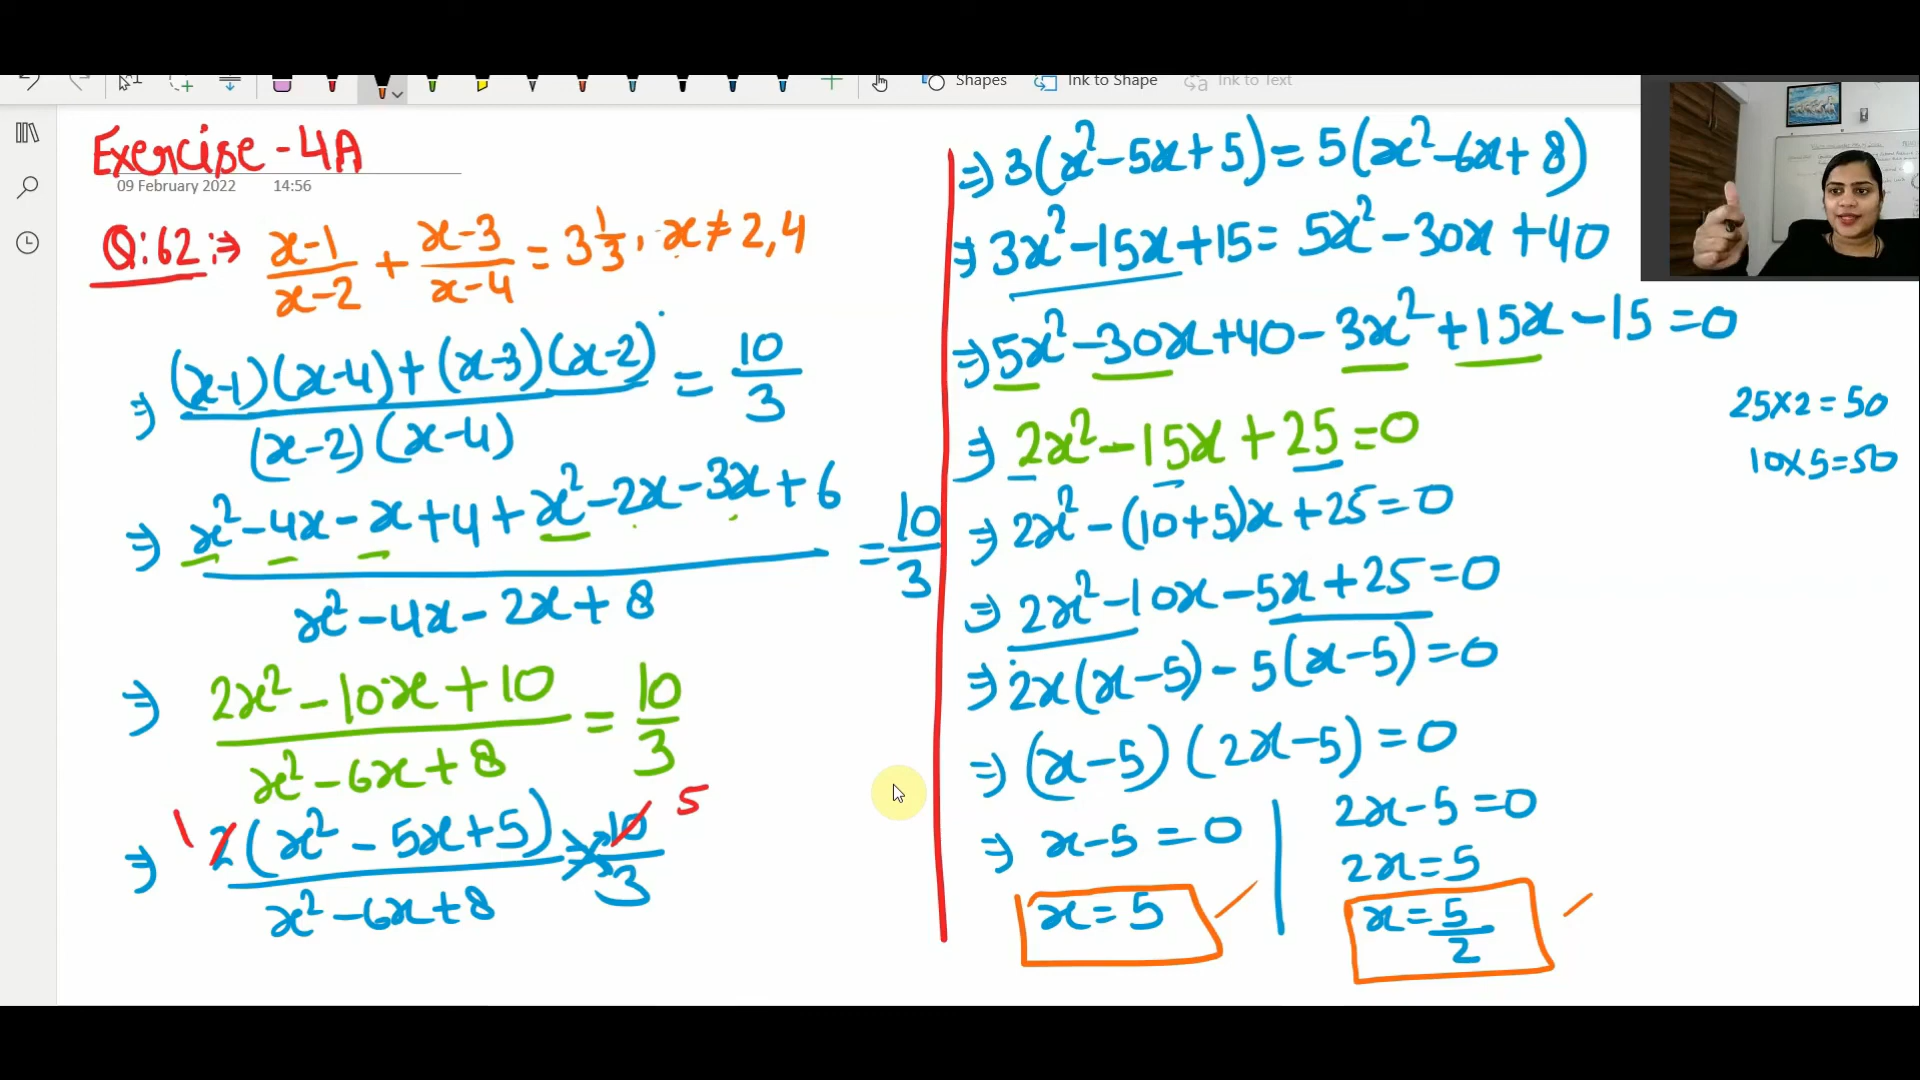 Shapes Ink to Shape Ink to Text
Exercise - 4A
09 February 2022 14:56
Q:62:⇒ x-1/x-2 + x-3/x-4 = 3 1/3, x≠2,4
⇒ (x-1)(x-4)+(x-3)(x-2)/(x-2)(x-4) = 10/3
⇒ x²-4x-x+4+x²-2x-3x+6/x²-4x-2x+8 = 10/3
⇒ 2x²-10x+10/x²-6x+8 = 10/3
⇒ 1 2(x²-5x+5)/x²-6x+8 = 10/3 5
⇒ 3(x²-5x+5)=5(x²-6x+8)
⇒ 3x²-15x+15=5x²-30x+40
⇒ 5x²-30x+40-3x²+15x-15=0
⇒ 2x²-15x+25=0
⇒ 2x²-(10+5)x+25=0
⇒ 2x²-10x-5x+25=0
⇒ 2x(x-5)-5(x-5)=0
⇒ (x-5)(2x-5)=0
⇒ x-5=0
x=5
2x-5=0
2x=5
x=5/2
25×2=50
10×5=50